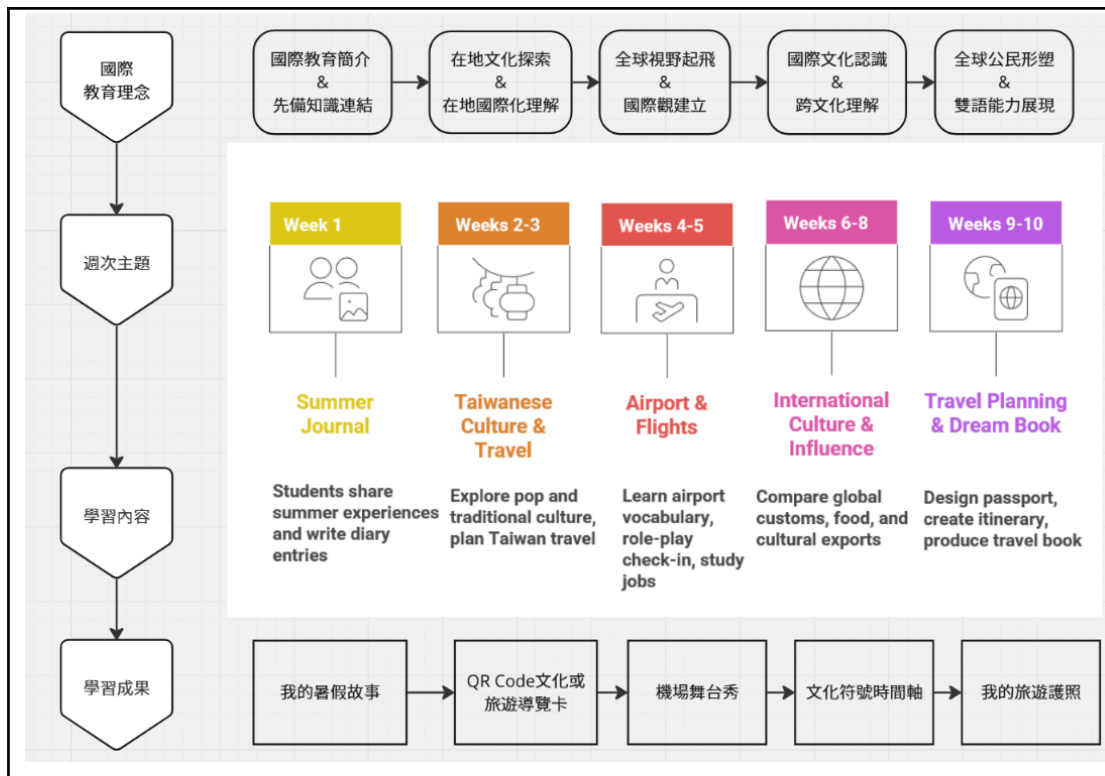 國際
教育理念
國際教育簡介
&
先備知識連結
在地文化探索
&
在地國際化理解
全球視野起飛
&
國際觀建立
國際文化認識
&
跨文化理解
全球公民形塑
&
雙語能力展現
週次主題
Week 1
Weeks 2-3
Weeks 4-5
Weeks 6-8
Weeks 9-10
Summer
Journal
Taiwanese
Culture &
Travel
Airport &
Flights
International
Culture &
Influence
Travel Planning
& Dream Book
學習內容
Students share
summer experiences
and write diary
entries
Explore pop and
traditional culture,
plan Taiwan travel
Learn airport
vocabulary,
role-play
check-in, study
jobs
Compare global
customs, food, and
cultural exports
Design passport,
create itinerary,
produce travel book
學習成果
我的暑假故事
QR Code文化或
旅遊導覽卡
機場舞台秀
文化符號時間軸
我的旅遊護照